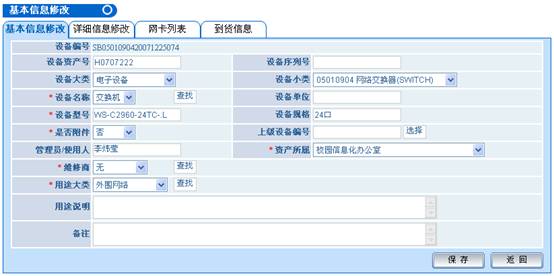 基本信息修改
基本信息修改 详细信息修改 网卡列表 到货信息
设备编号 SB0501090420071225074
设备资产号 H0707222 设备序列号
设备大类 电子设备 设备小类 05010904 网络交换器(SWITCH)
* 设备名称 交换机 查找 设备单位
* 设备型号 WS-C2960-24TC-.L 设备规格 24口
* 是否附件 否 上级设备编号 选择
管理员/使用人 李炜莹 * 资产所属 校园信息化办公室
* 维修商 无 查找
* 用途大类 外围网络 查找
用途说明
备注
保 存 返 回